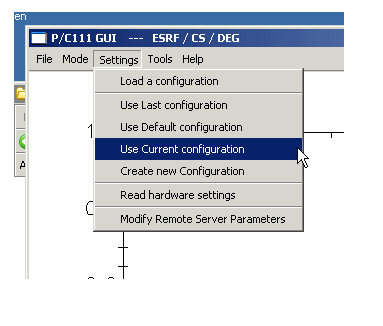 en
P/C111 GUI --- ESRF / CS / DEG
File Mode Settings Tools Help
Load a configuration
Use Last configuration
Use Default configuration
1
Use Current configuration
Create new Configuration
A
Read hardware settings
Modify Remote Server Parameters